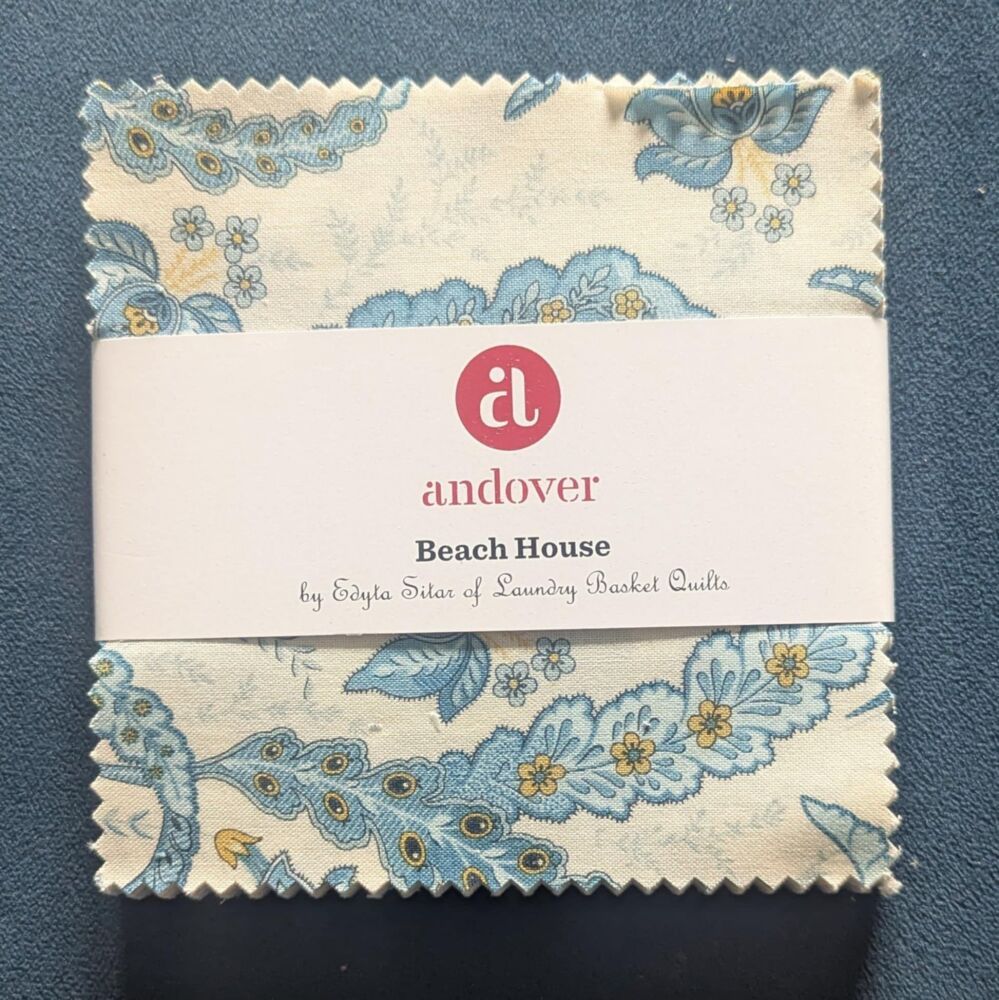 a
andover
Beach House
by Edyta Sitar of Laundry Basket Quilts